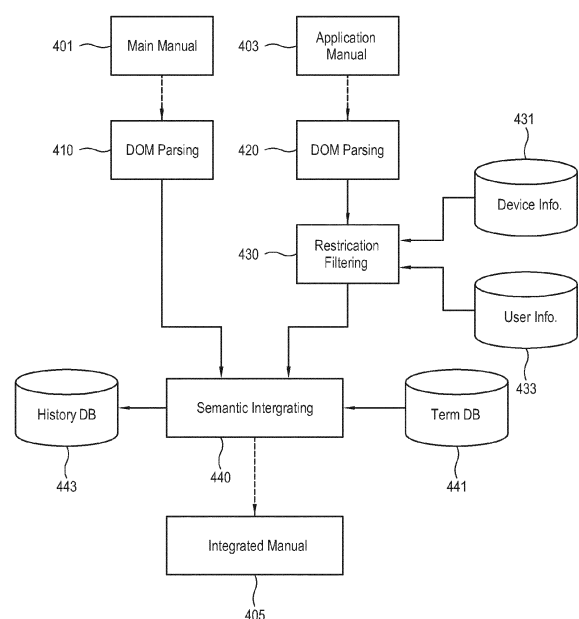 401
Main Manual
403
Application
Manual
410
DOM Parsing
420
DOM Parsing
431
Device Info.
430
Restrication
Filtering
User Info.
433
History DB
443
Semantic Intergrating
440
Term DB
441
Integrated Manual
405